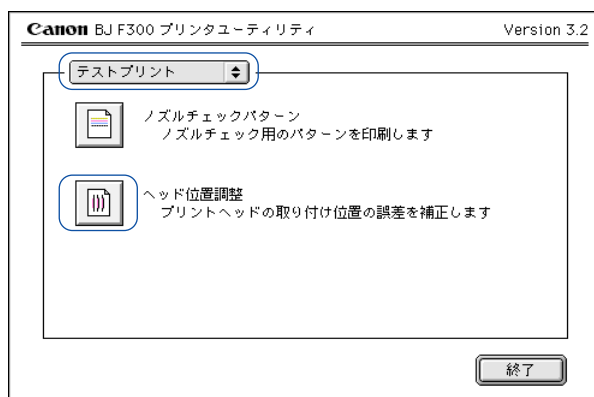 Canon BJ F300 プリンタユーティリティ Version 3.2
テストプリント
ノズルチェックパターン
ノズルチェック用のパターンを印刷します
ヘッド位置調整
プリントヘッドの取り付け位置の誤差を補正します
終了